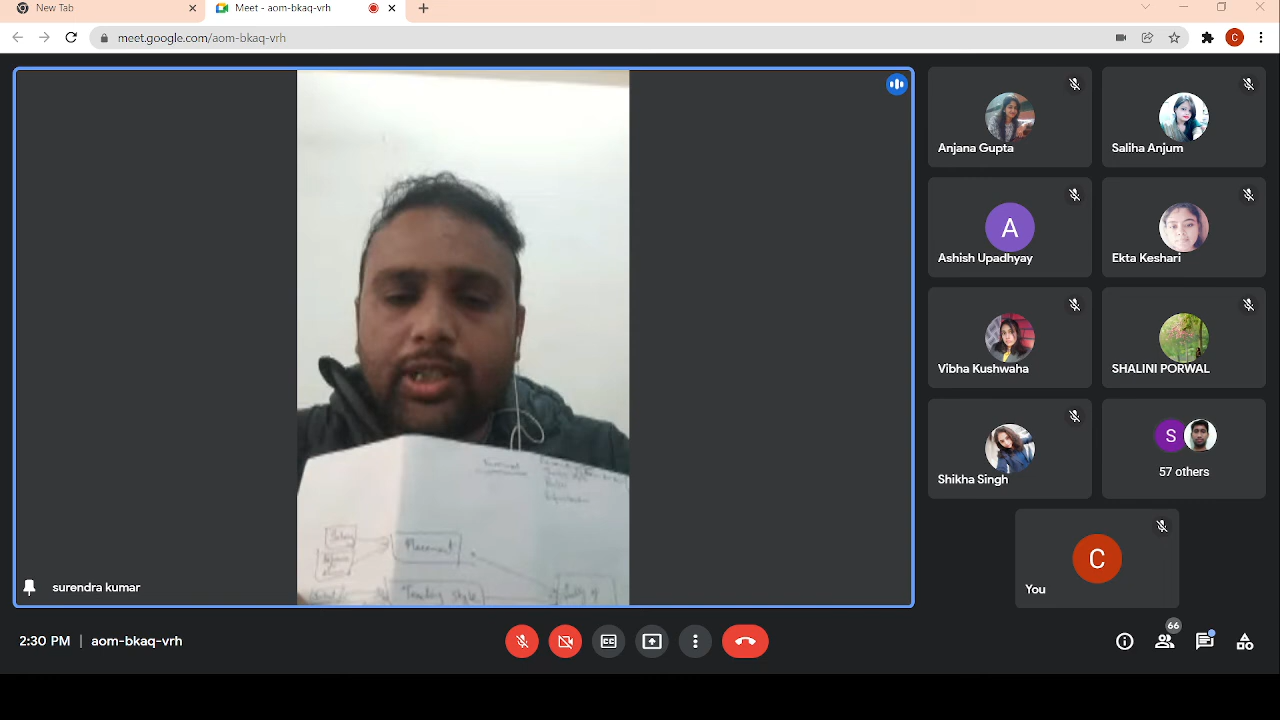 New Tab
Meet - aom-bkaq-vrh
meet.google.com/aom-bkaq-vrh
C
Anjana Gupta
Saliha Anjum
A
Ashish Upadhyay
Ekta Keshari
Vibha Kushwaha
SHALINI PORWAL
Shikha Singh
S
57 others
C
You
Placement
Teaching Style
surendra kumar
2:30 PM | aom-bkaq-vrh
CC
66